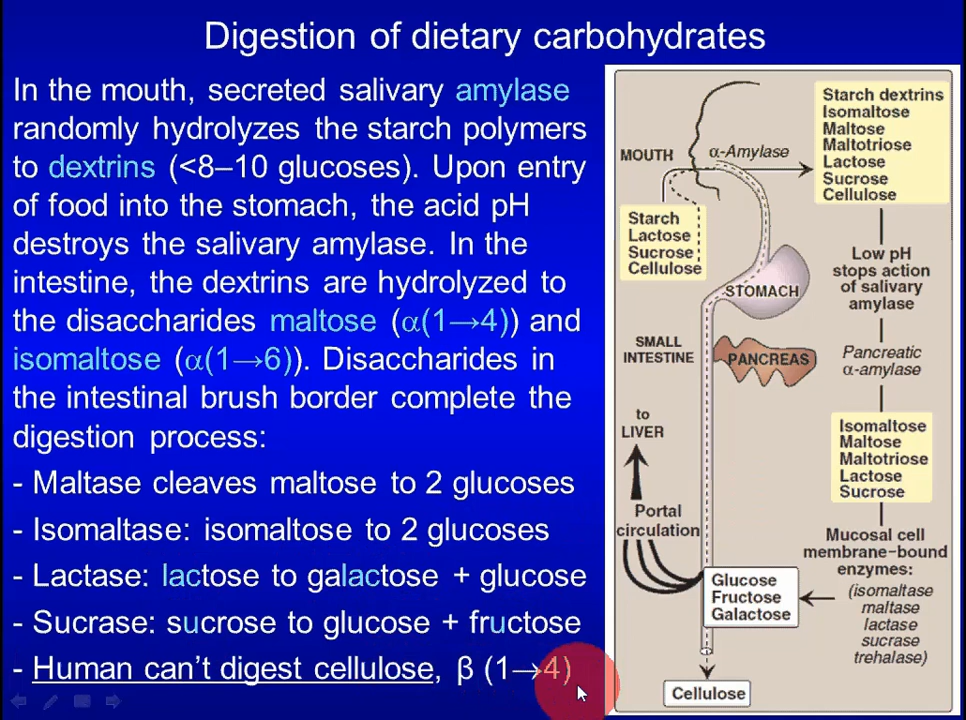 Digestion of dietary carbohydrates
In the mouth, secreted salivary amylase
randomly hydrolyzes the starch polymers
to dextrins (<8–10 glucoses). Upon entry
of food into the stomach, the acid pH
destroys the salivary amylase. In the
intestine, the dextrins are hydrolyzed to
the disaccharides maltose (α(1→4)) and
isomaltose (α(1→6)). Disaccharides in
the intestinal brush border complete the
digestion process:
- Maltase cleaves maltose to 2 glucoses
- Isomaltase: isomaltose to 2 glucoses
- Lactase: lactose to galactose + glucose
- Sucrase: sucrose to glucose + fructose
- Human can't digest cellulose, β (1→4)
MOUTH
α-Amylase
Starch dextrins
Isomaltose
Maltose
Maltotriose
Lactose
Sucrose
Cellulose
Starch
Lactose
Sucrose
Cellulose
STOMACH
Low pH
stops action
of salivary
amylase
SMALL
INTESTINE
PANCREAS
Pancreatic
α-amylase
to
LIVER
Isomaltose
Maltose
Maltotriose
Lactose
Sucrose
Portal
circulation
Mucosal cell
membrane-bound
enzymes:
(isomaltase
maltase
lactase
sucrase
trehalase)
Glucose
Fructose
Galactose
Cellulose